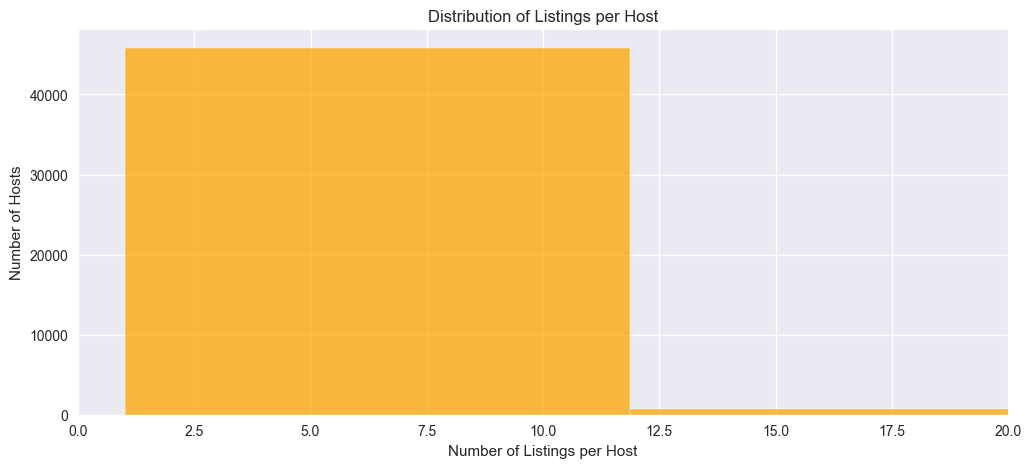 Distribution of Listings per Host
Number of Hosts
40000
30000
20000
10000
0
0.0 2.5 5.0 7.5 10.0 12.5 15.0 17.5 20.0
Number of Listings per Host